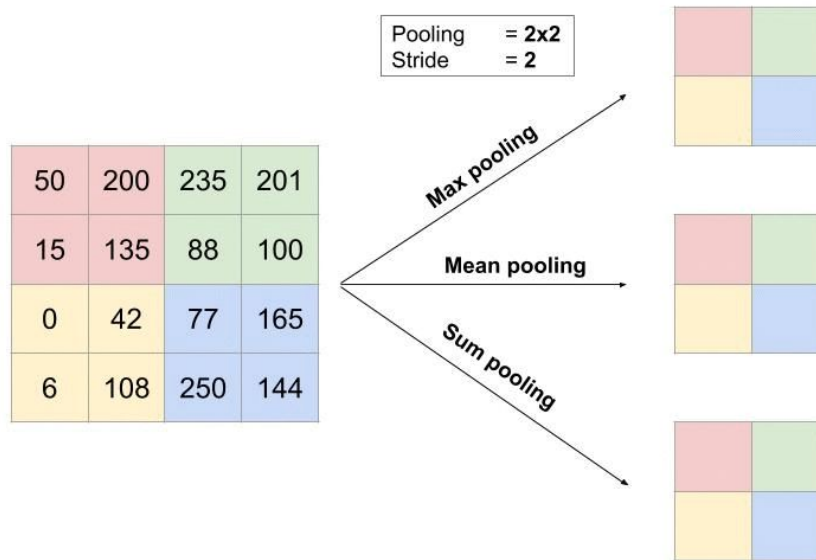 Pooling = 2x2
Stride = 2
50 200 235 201
15 135 88 100
0 42 77 165
6 108 250 144
Max pooling
Mean pooling
Sum pooling